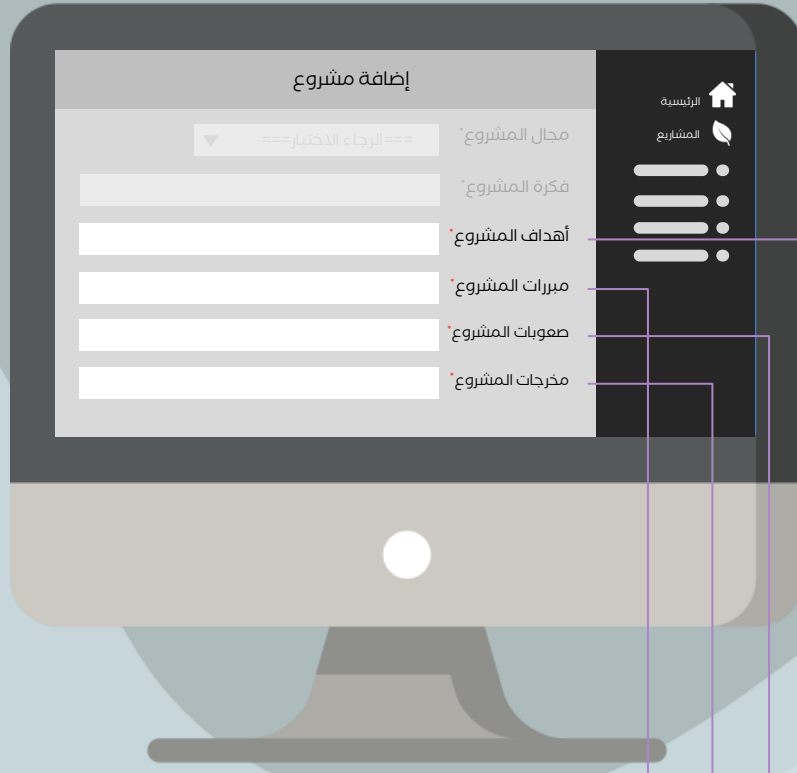 إضافة مشروع
الرئيسية
المشاريع
مجال المشروع*
===الرجاء الاختيار===
فكرة المشروع*
أهداف المشروع*
مبررات المشروع*
صعوبات المشروع*
مخرجات المشروع*